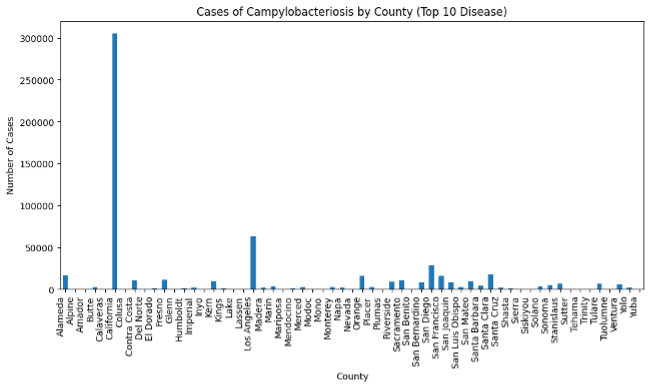 Cases of Campylobacteriosis by County (Top 10 Disease)
300000
250000
200000
150000
100000
50000
0
Number of Cases
Alameda
Alpine
Amador
Butte
Calaveras
California
Colusa
Contra Costa
Del Norte
El Dorado
Fresno
Glenn
Humboldt
Imperial
Inyo
Kern
Kings
Lake
Lassen
Los Angeles
Madera
Marin
Mariposa
Mendocino
Merced
Modoc
Mono
Monterey
Napa
Nevada
Orange
Placer
Plumas
Riverside
Sacramento
San Benito
San Bernardino
San Diego
San Francisco
San Joaquin
San Luis Obispo
San Mateo
Santa Barbara
Santa Clara
Santa Cruz
Shasta
Sierra
Siskiyou
Solano
Sonoma
Stanislaus
Sutter
Tehama
Trinity
Tulare
Tuolumne
Ventura
Yolo
Yuba
County